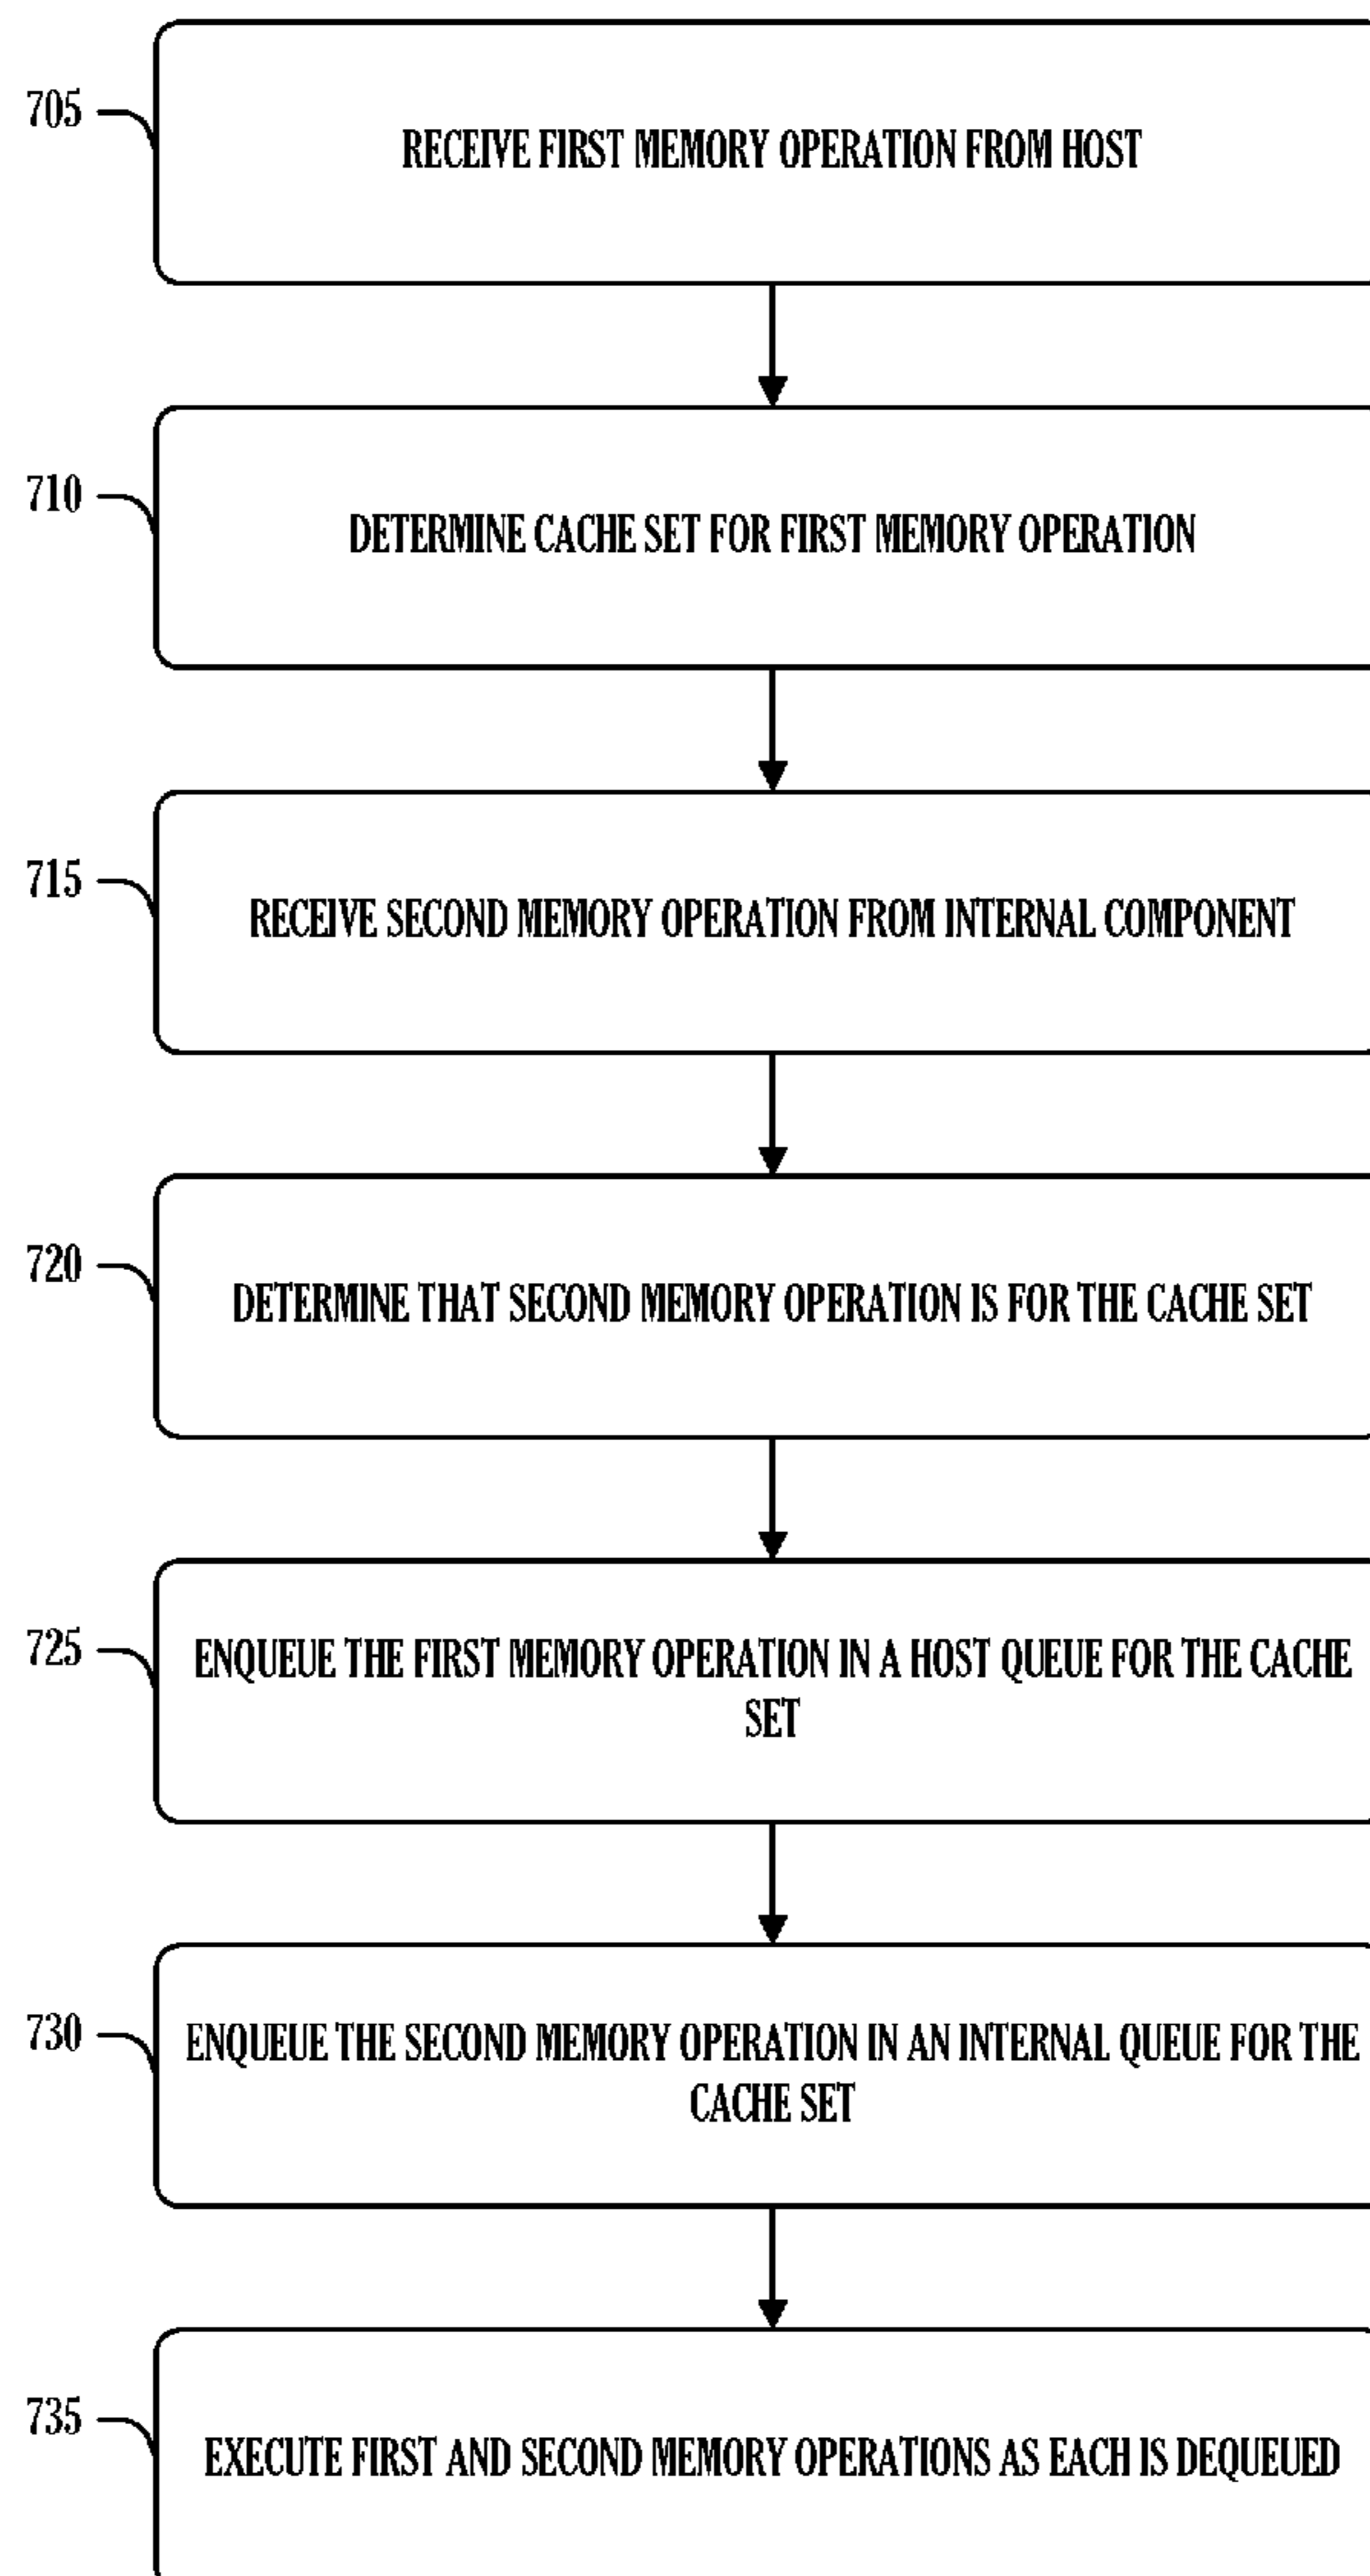 705
RECEIVE FIRST MEMORY OPERATION FROM HOST
710
DETERMINE CACHE SET FOR FIRST MEMORY OPERATION
715
RECEIVE SECOND MEMORY OPERATION FROM INTERNAL COMPONENT
720
DETERMINE THAT SECOND MEMORY OPERATION IS FOR THE CACHE SET
725
ENQUEUE THE FIRST MEMORY OPERATION IN A HOST QUEUE FOR THE CACHE
SET
730
ENQUEUE THE SECOND MEMORY OPERATION IN AN INTERNAL QUEUE FOR THE
CACHE SET
735
EXECUTE FIRST AND SECOND MEMORY OPERATIONS AS EACH IS DEQUEUED